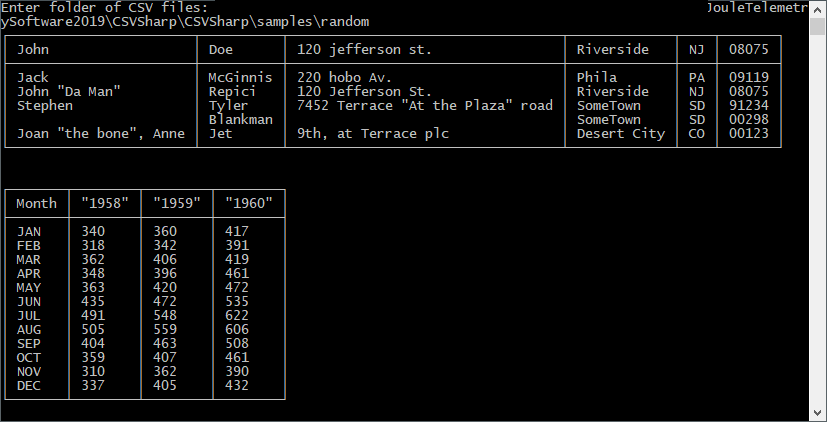 Enter folder of CSV files: JouleTelemetr
ySoftware2019\CSVSharp\CSVSharp\samples\random
John Doe 120 jefferson st. Riverside NJ 08075
Jack McGinnis 220 hobo Av. Phila PA 09119
John "Da Man" Repici 120 Jefferson St. Riverside NJ 08075
Stephen Tyler 7452 Terrace "At the Plaza" road SomeTown SD 91234
Blankman SomeTown SD 00298
Joan "the bone", Anne Jet 9th, at Terrace plc Desert City CO 00123
Month "1958" "1959" "1960"
JAN 340 360 417
FEB 318 342 391
MAR 362 406 419
APR 348 396 461
MAY 363 420 472
JUN 435 472 535
JUL 491 548 622
AUG 505 559 606
SEP 404 463 508
OCT 359 407 461
NOV 310 362 390
DEC 337 405 432